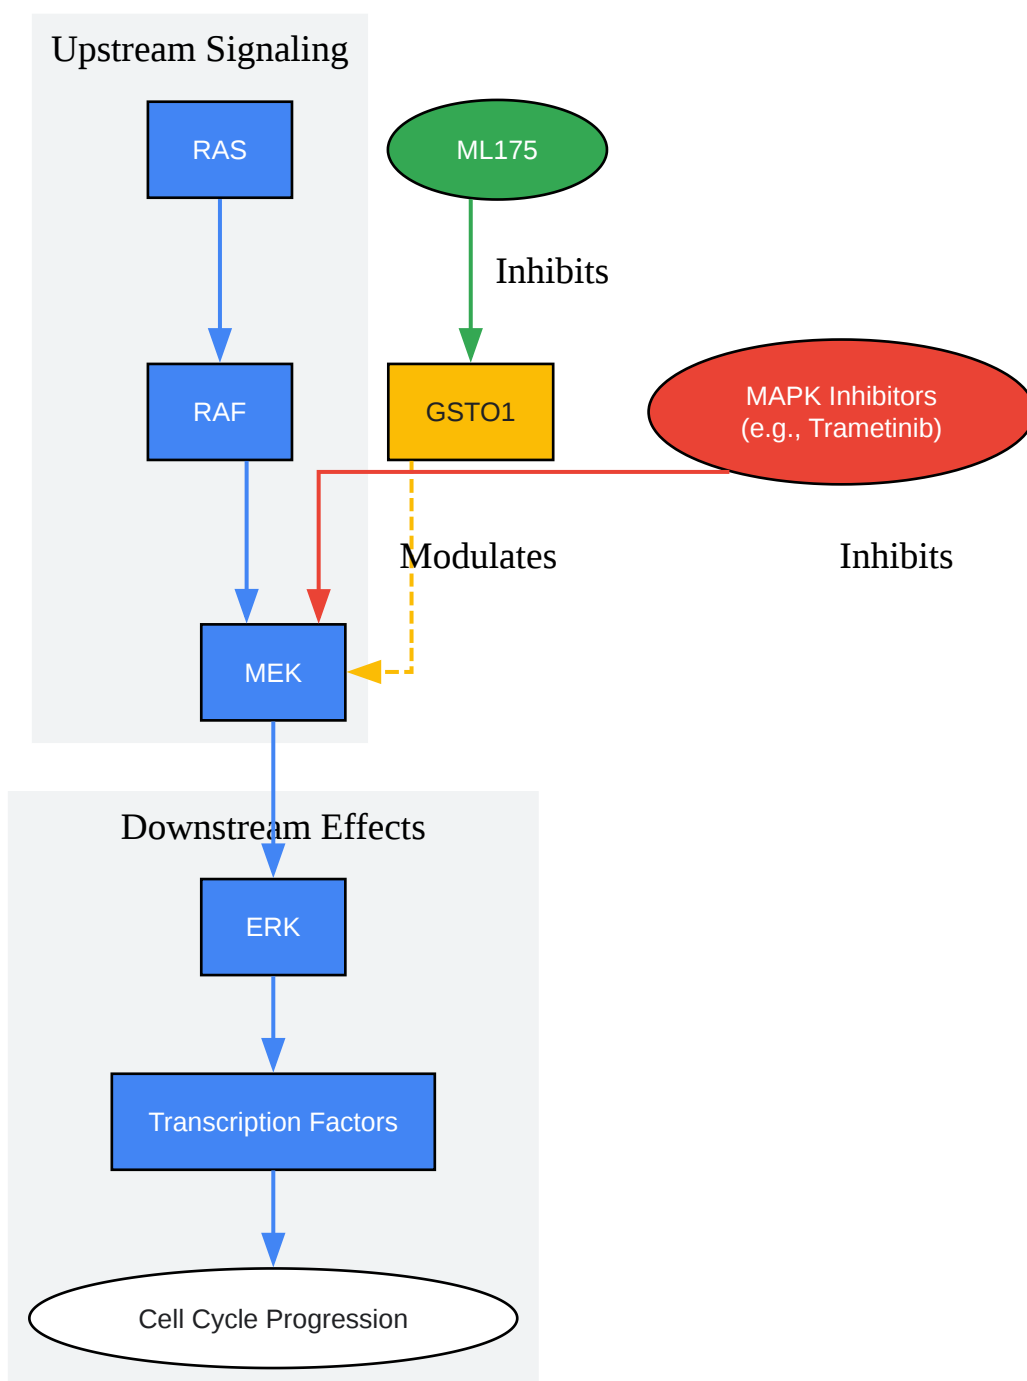 Upstream Signaling
RAS
ML175
Inhibits
RAF
GSTO1
MAPK Inhibitors
(e.g., Trametinib)
Modulates
Inhibits
MEK
Downstream Effects
ERK
Transcription Factors
Cell Cycle Progression